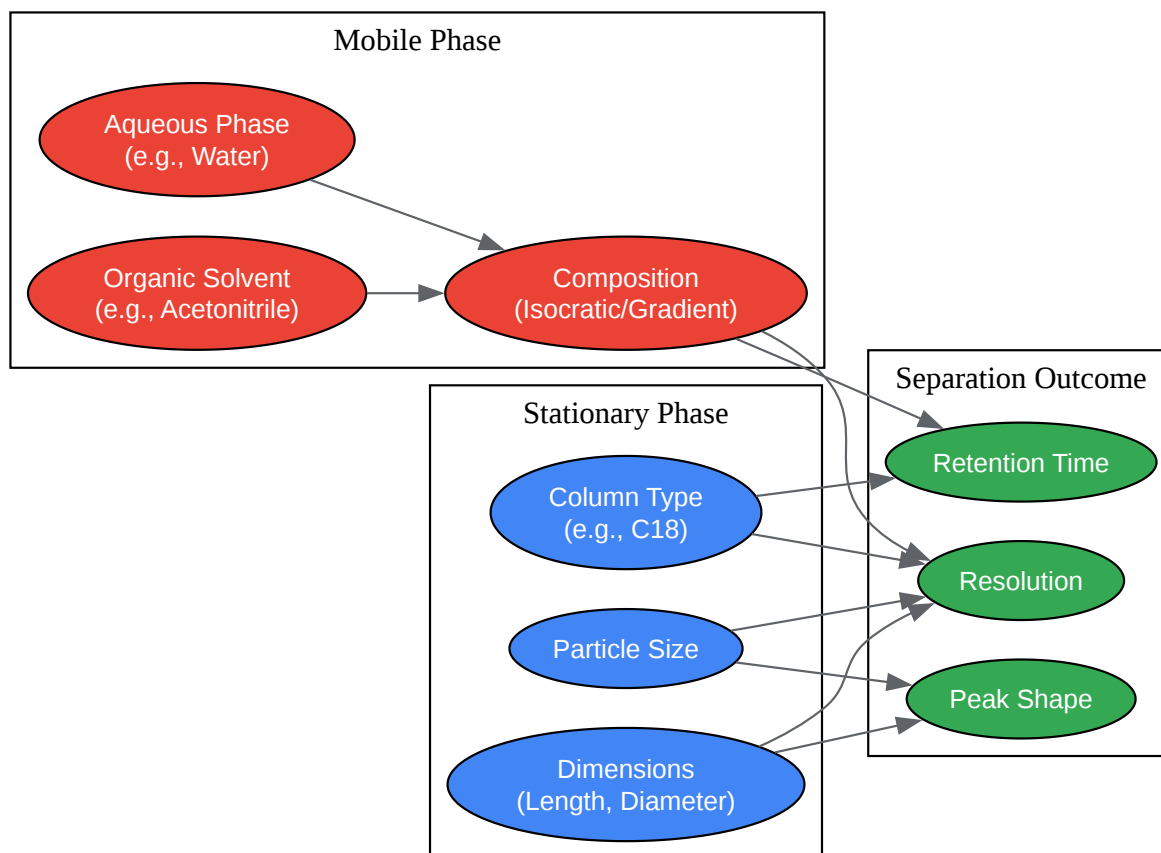 Mobile Phase
Aqueous Phase
(e.g., Water)
Organic Solvent
(e.g., Acetonitrile)
Composition
(Isocratic/Gradient)
Stationary Phase
Column Type
(e.g., C18)
Particle Size
Dimensions
(Length, Diameter)
Separation Outcome
Retention Time
Resolution
Peak Shape